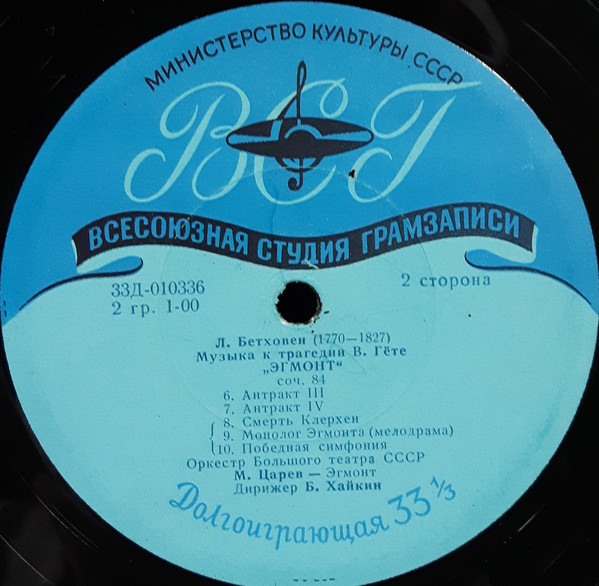 МИНИСТЕРСТВО КУЛЬТУРЫ СССР
ВСГ
ВСЕСОЮЗНАЯ СТУДИЯ ГРАМЗАПИСИ
33Д-010336
2 гр. 1-00
2 сторона
Л. Бетховен (1770—1827)
Музыка к трагедии В. Гёте
„ЭГМОНТ“
соч. 84
6. Антракт III
7. Антракт IV
8. Смерть Клерхен
9. Монолог Эгмонта (мелодрама)
10. Победная симфония
Оркестр Большого театра СССР
М. Царев — Эгмонт
Дирижер Б. Хайкин
Долгоиграющая 33 1/3